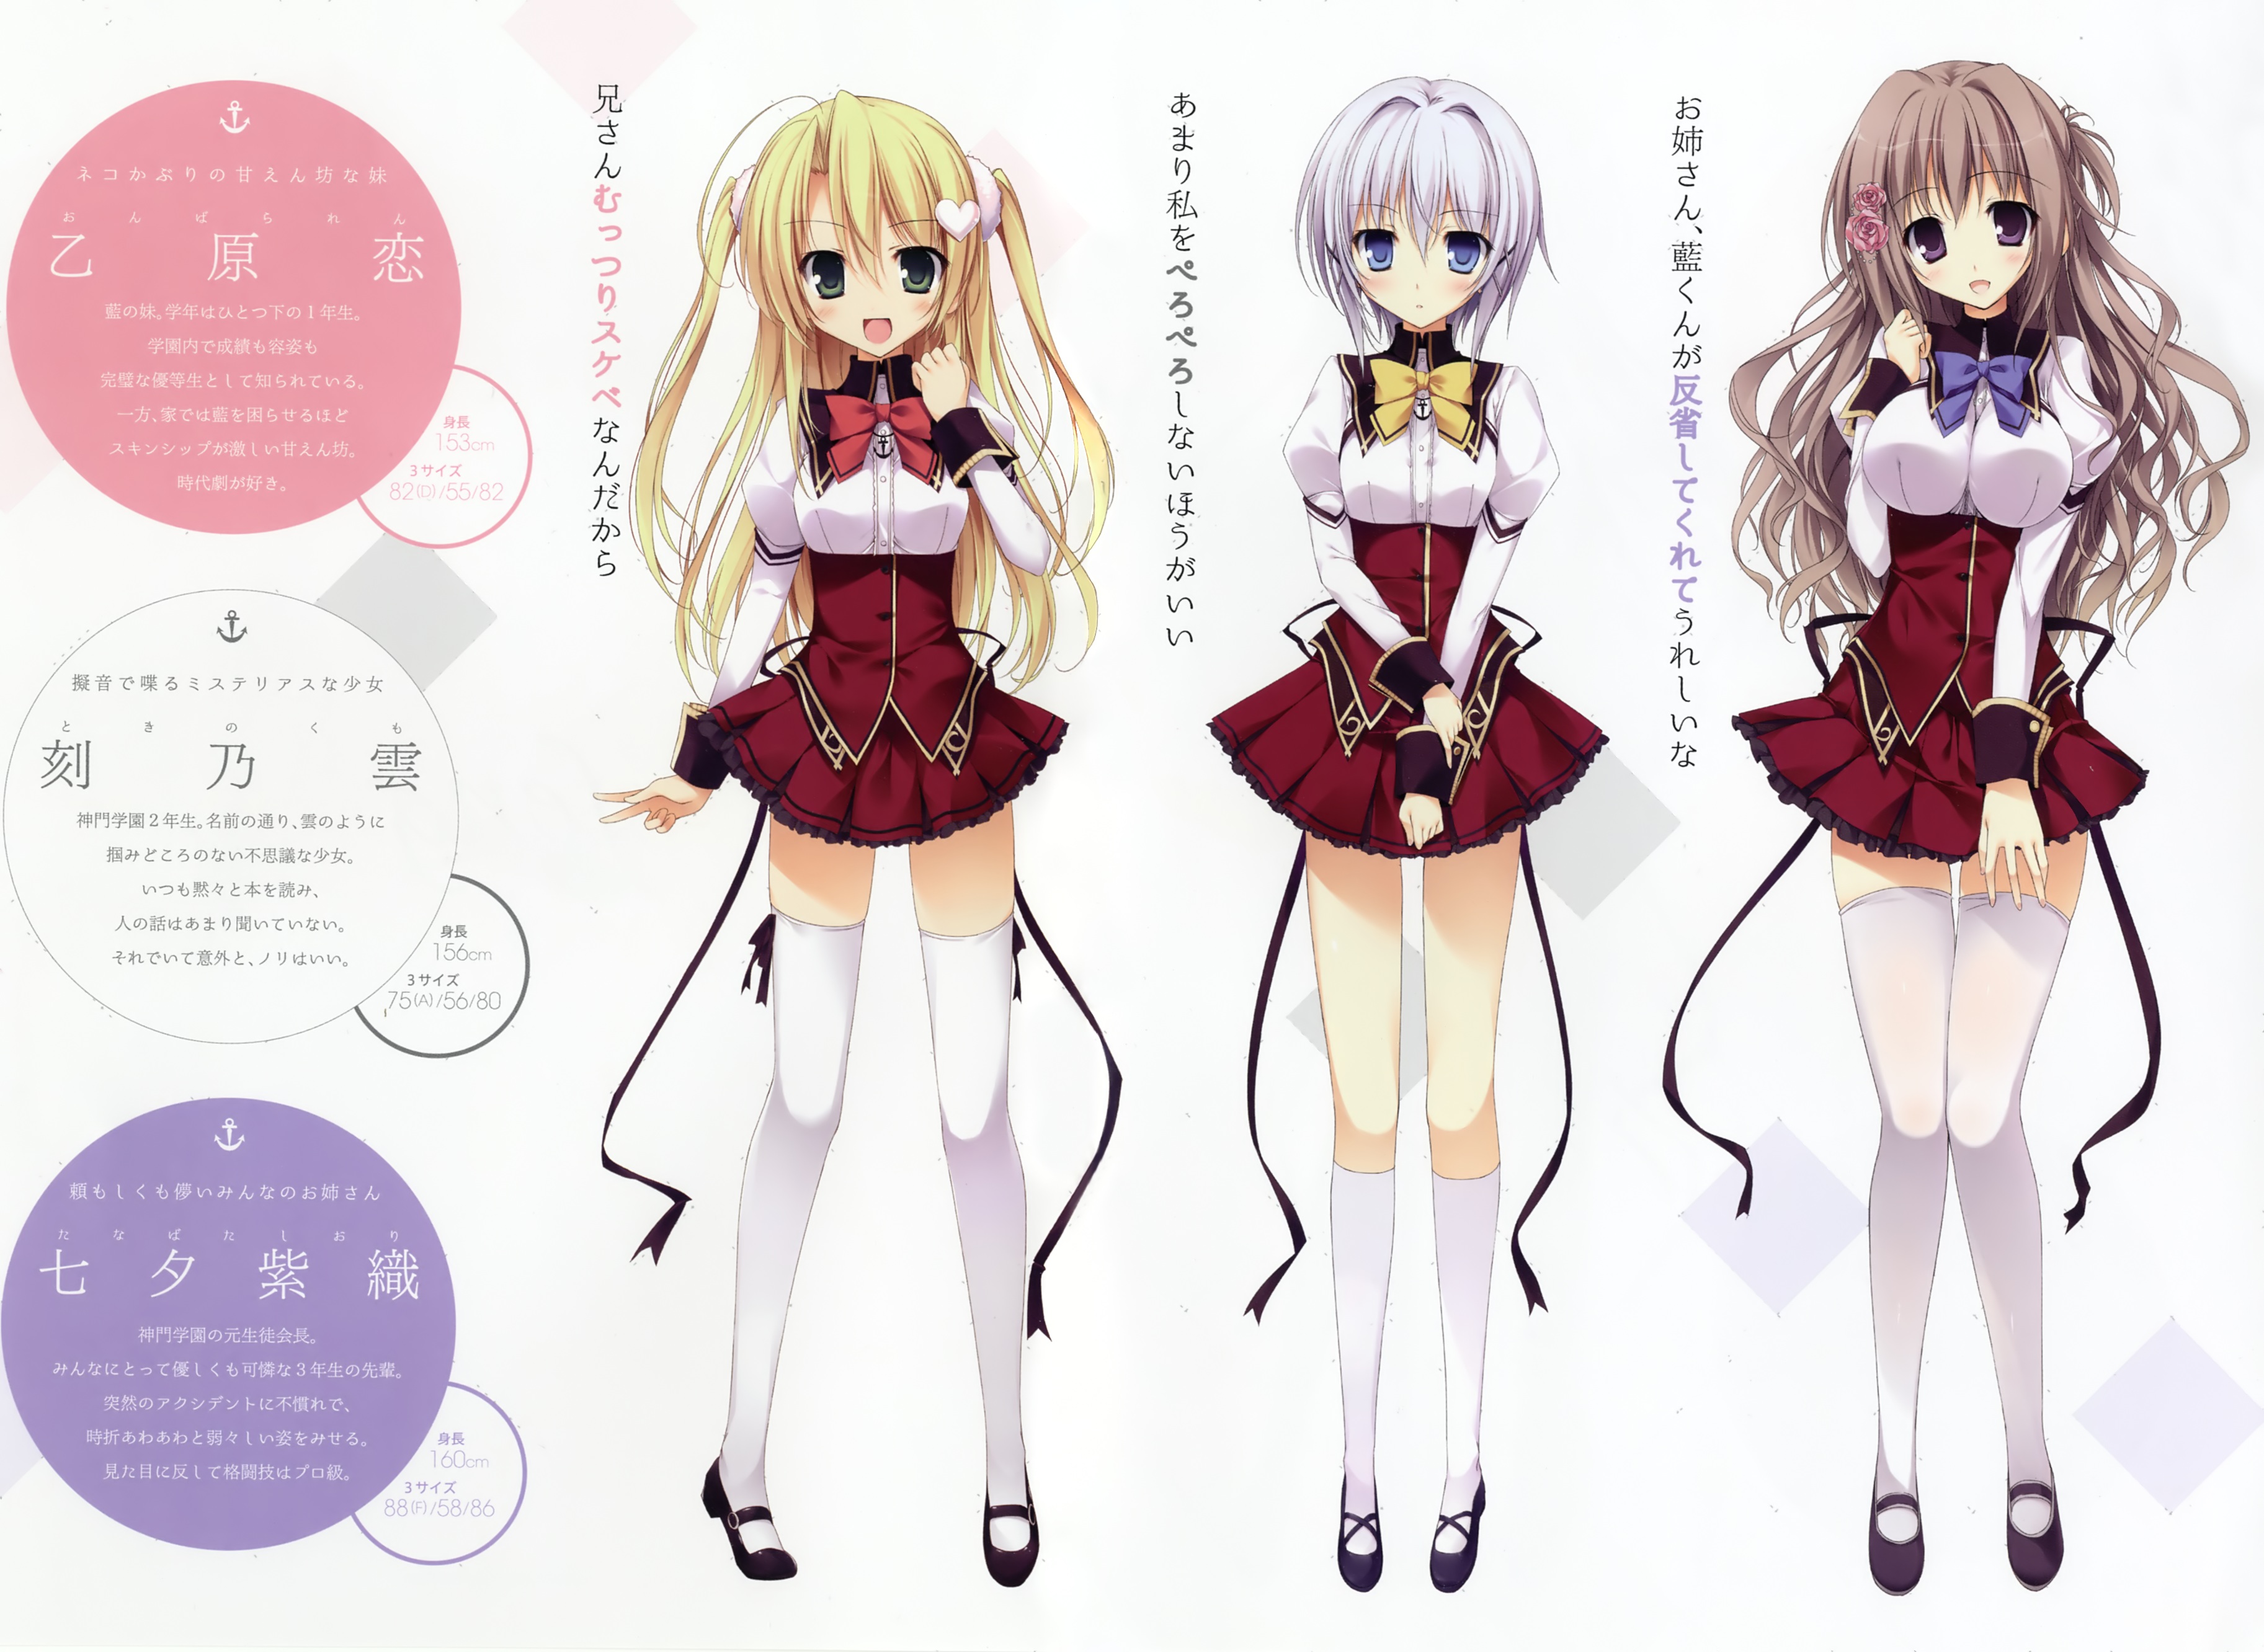 ネコかぶりの甘えん坊な妹
おんばられん
乙原恋
藍の妹。学年はひとつ下の1年生。
学園内で成績も容姿も
完璧な優等生として知られている。
一方、家では藍を困らせるほど
スキンシップが激しい甘えん坊。
時代劇が好き。
身長
153cm
3サイズ
82(D)/55/82
擬音で喋るミステリアスな少女
ときのくも
刻乃雲
神門学園2年生。名前の通り、雲のように
掴みどころのない不思議な少女。
いつも黙々と本を読み、
人の話はあまり聞いていない。
それでいて意外と、ノリはいい。
身長
156cm
3サイズ
75(A)/56/80
頼もしくも儚いみんなのお姉さん
たなばたしおり
七夕紫織
神門学園の元生徒会長。
みんなにとって優しくも可憐な3年生の先輩。
突然のアクシデントに不慣れで、
時折あわあわと弱々しい姿をみせる。
見た目に反して格闘技はプロ級。
身長
160cm
3サイズ
88(F)/58/86
兄さんむっつりスケベなんだから
あまり私をぺろぺろしないほうがいい
お姉さん、藍くんが反省してくれてうれしいな